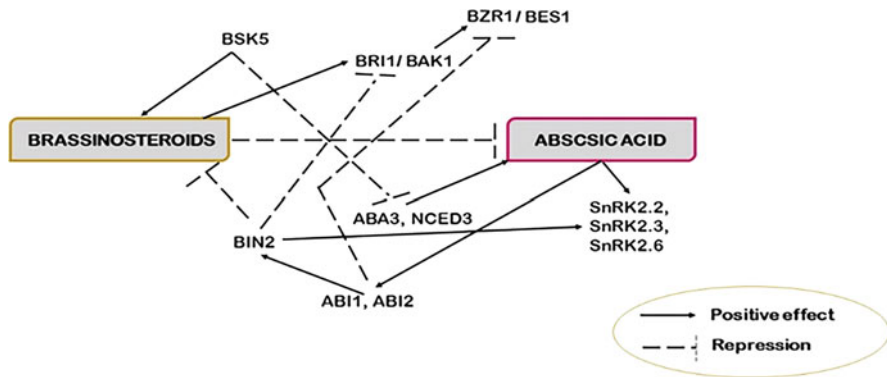 BZR1/ BES1
BSK5
BRI1/ BAK1
BRASSINOSTEROIDS
ABSCSIC ACID
ABA3, NCED3
SnRK2.2,
SnRK2.3,
SnRK2.6
BIN2
ABI1, ABI2
Positive effect
Repression